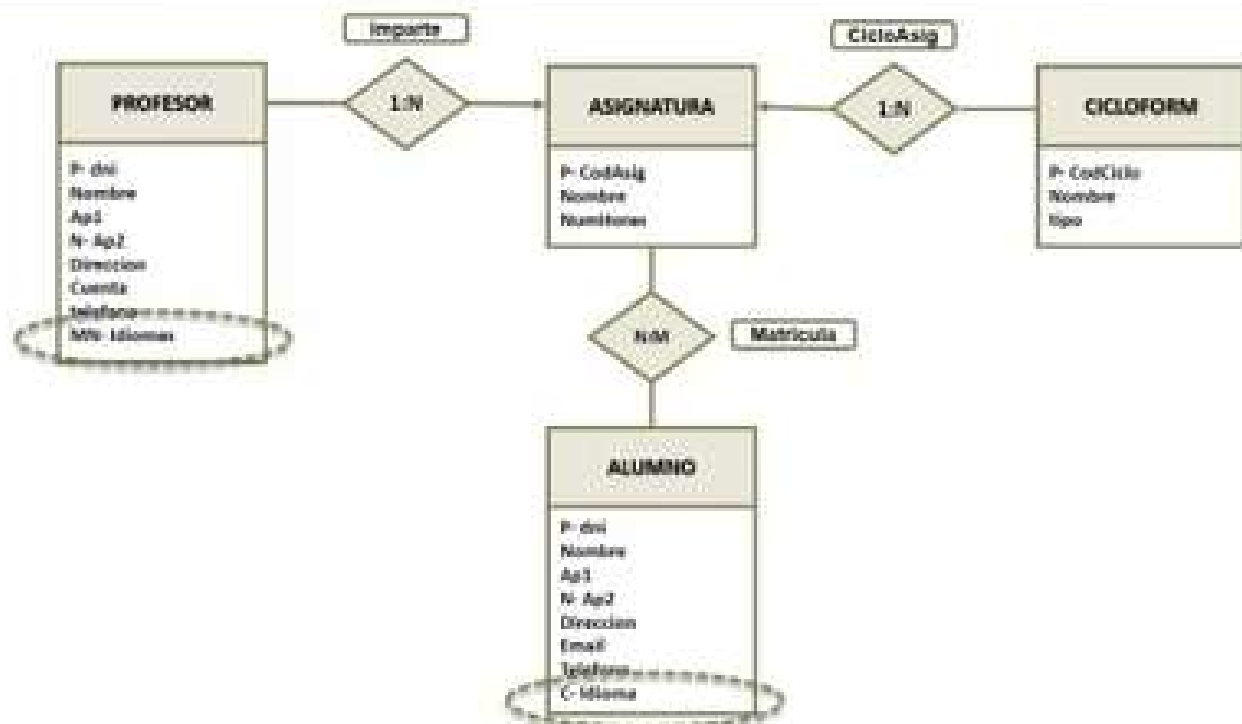 Imparte
CicloAsig
PROFESOR
1:N
ASIGNATURA
1:N
CICLOFORM
P- dni
Nombre
Ap1
N- Ap2
Direccion
Cuenta
telefono
MN- Idiomas
P- CodAsig
Nombre
NumHoras
P- CodCiclo
Nombre
tipo
N:M
Matricula
ALUMNO
P- dni
Nombre
Ap1
N- Ap2
Direccion
Email
Telefono
C- Idioma